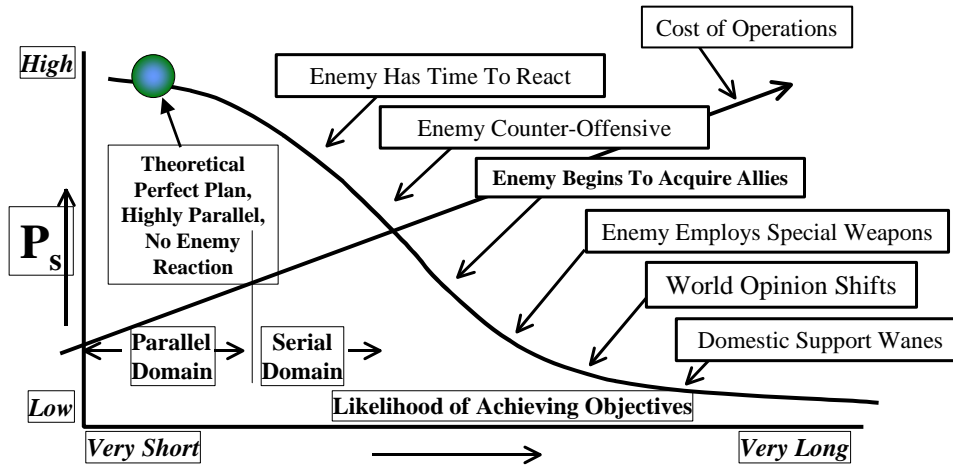 Cost of Operations
High
Enemy Has Time To React
Enemy Counter-Offensive
Theoretical
Perfect Plan,
Highly Parallel,
No Enemy
Reaction
Enemy Begins To Acquire Allies
Ps
Enemy Employs Special Weapons
World Opinion Shifts
Parallel
Domain
Serial
Domain
Domestic Support Wanes
Low
Likelihood of Achieving Objectives
Very Short
Very Long